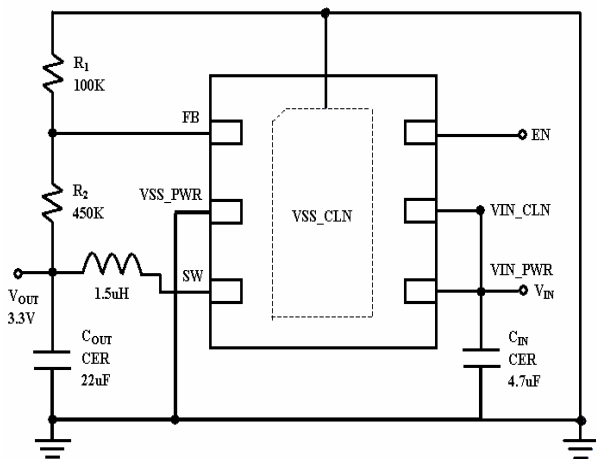 R1
100K
FB
EN
R2
450K
VSS_PWR
VSS_CLN
VIN_CLN
VIN_PWR
SW
VOUT
3.3V
1.5uH
VIN
COUT
CER
22uF
CIN
CER
4.7uF